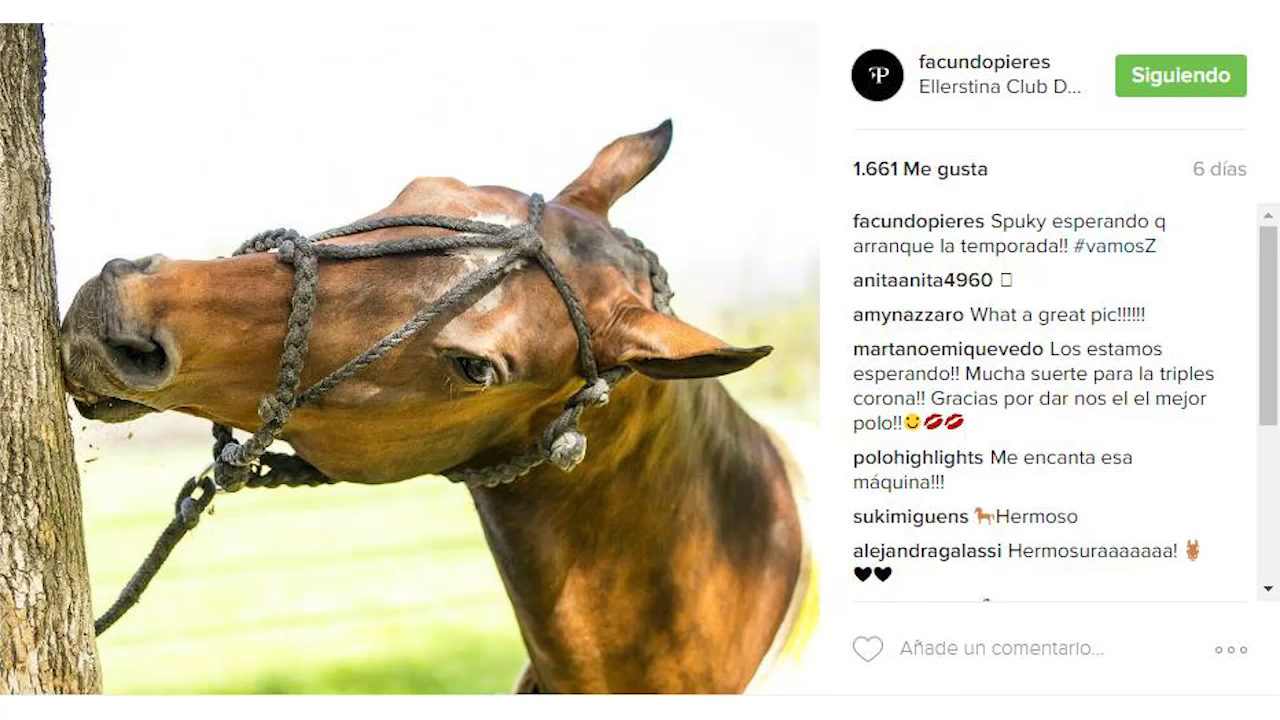 facundopieres
Ellerstina Club D...
Siguiendo
1.661 Me gusta
6 días
facundopieres Spuky esperando q
arranque la temporada!! #vamosZ
anitaanita4960
amynazzaro What a great pic!!!!!!
martanoemiquevedo Los estamos
esperando!! Mucha suerte para la triples
corona!! Gracias por dar nos el el mejor
polo!!😊💋💋
polohighlights Me encanta esa
máquina!!!
sukimiguens 🐎Hermoso
alejandragalassi Hermosuraaaaaaa!
🖤🖤
Añade un comentario...